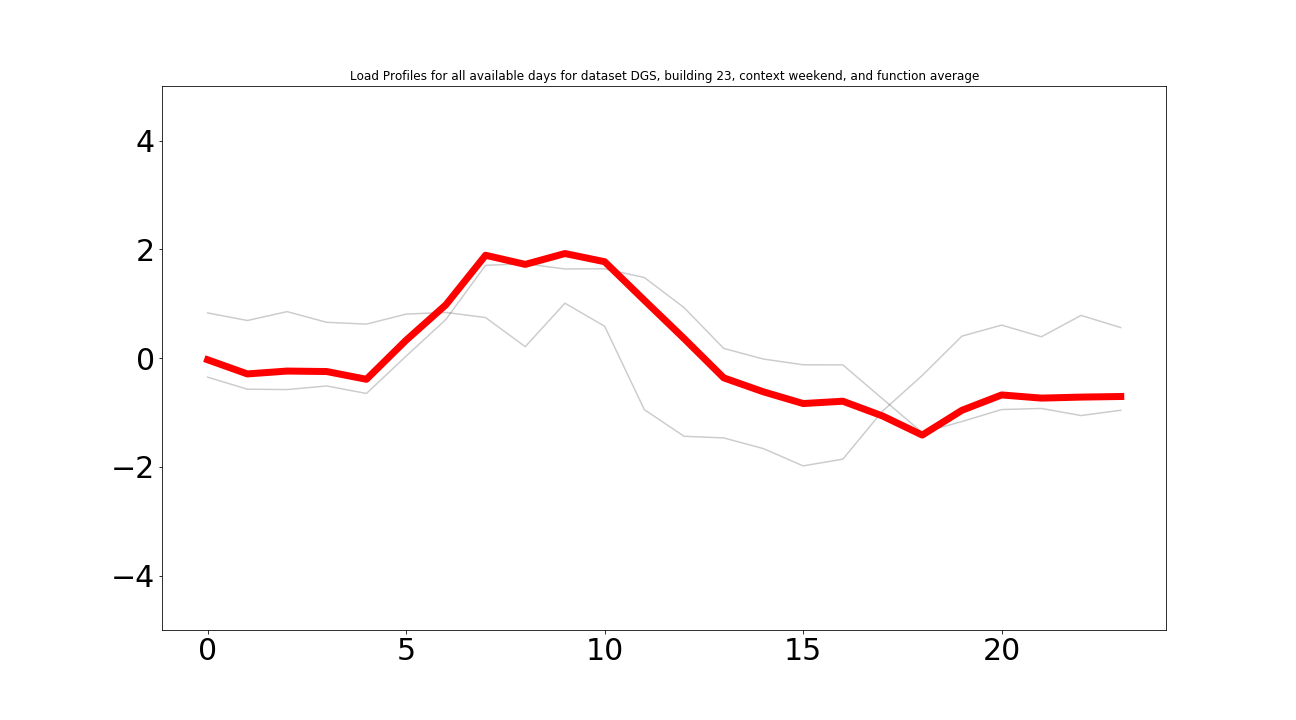 Load Profiles for all available days for dataset DGS, building 23, context weekend, and function average
4
2
0
−2
−4
0 5 10 15 20